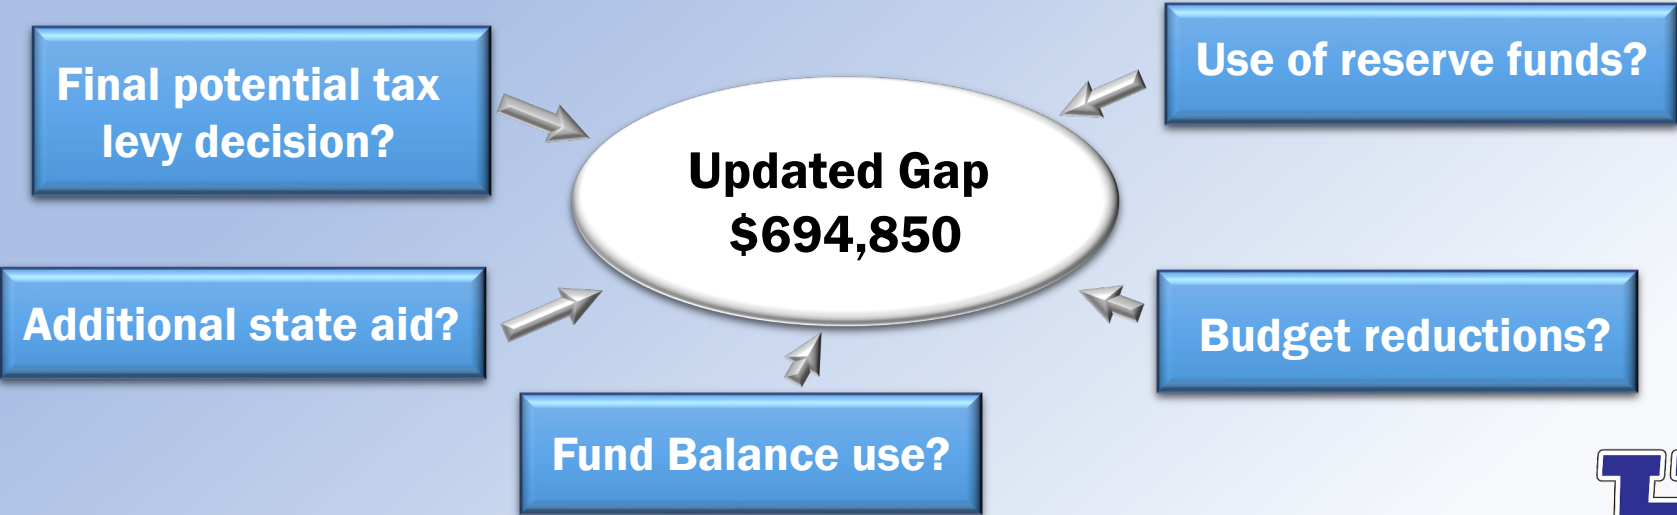 Final potential tax
levy decision?
Use of reserve funds?
Updated Gap
$694,850
Additional state aid?
Budget reductions?
Fund Balance use?